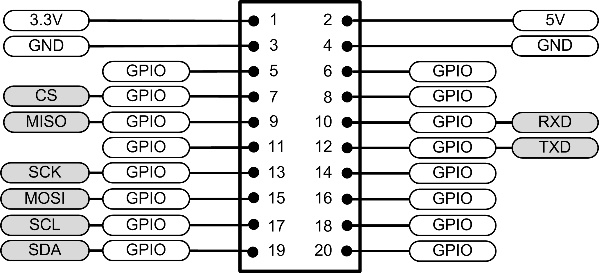 3.3V 1 2 5V
GND 3 4 GND
GPIO 5 6 GPIO
CS GPIO 7 8 GPIO
MISO GPIO 9 10 GPIO RXD
GPIO 11 12 GPIO TXD
SCK GPIO 13 14 GPIO
MOSI GPIO 15 16 GPIO
SCL GPIO 17 18 GPIO
SDA GPIO 19 20 GPIO